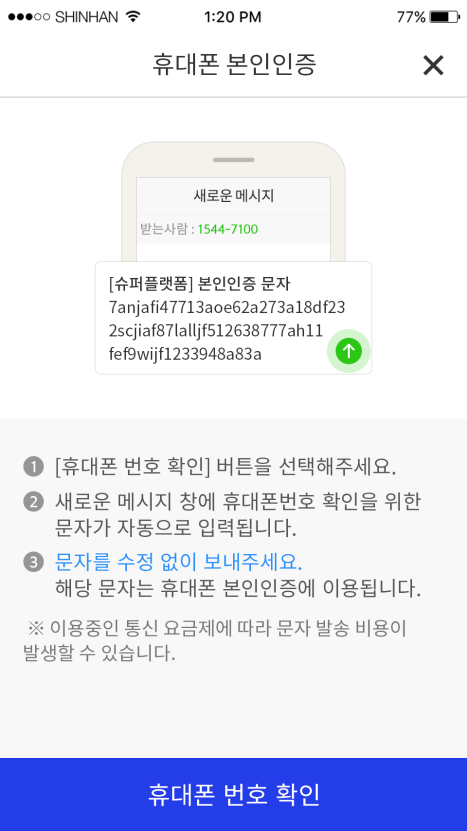 SHINHAN 1:20 PM 77%
휴대폰 본인인증
새로운 메시지
받는사람 : 1544-7100
[슈퍼플랫폼] 본인인증 문자
7anjafi47713aoe62a273a18df23
2scjiaf87lalljf512638777ah11
fef9wijf1233948a83a
1 [휴대폰 번호 확인] 버튼을 선택해주세요.
2 새로운 메시지 창에 휴대폰번호 확인을 위한
문자가 자동으로 입력됩니다.
3 문자를 수정 없이 보내주세요.
해당 문자는 휴대폰 본인인증에 이용됩니다.
※ 이용중인 통신 요금제에 따라 문자 발송 비용이
발생할 수 있습니다.
휴대폰 번호 확인